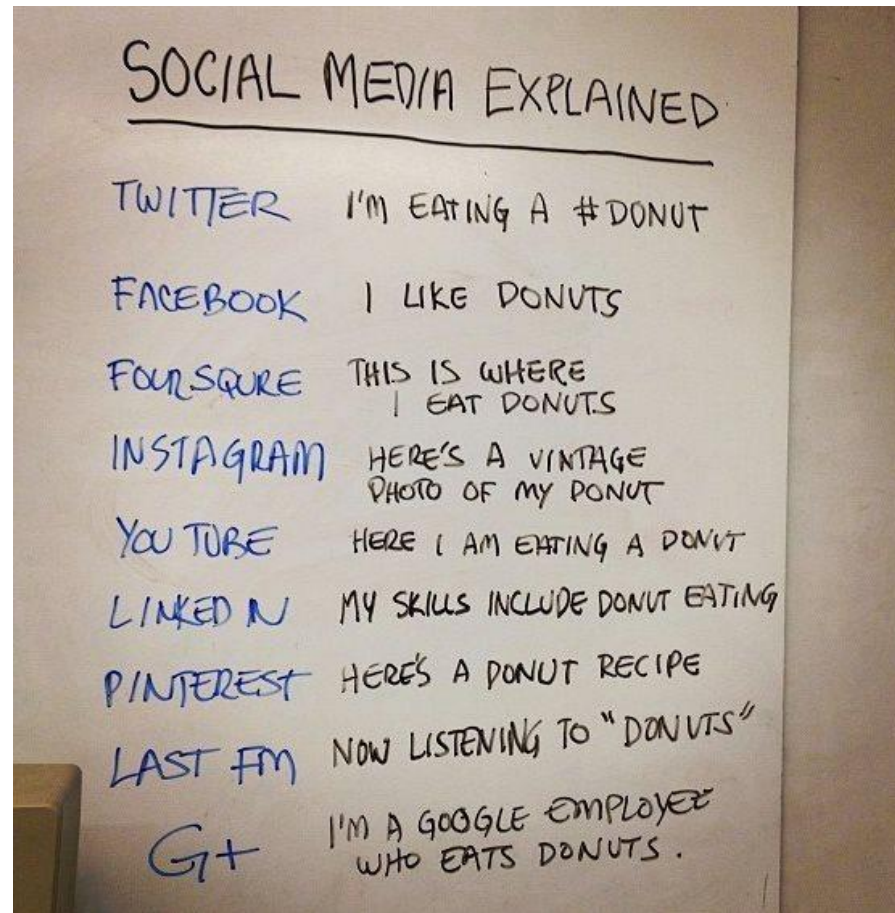 SOCIAL MEDIA EXPLAINED
TWITTER I'M EATING A #DONUT
FACEBOOK I LIKE DONUTS
FOURSQURE THIS IS WHERE
I EAT DONUTS
INSTAGRAM HERE'S A VINTAGE
PHOTO OF MY DONUT
YOU TUBE HERE I AM EATING A DONUT
LINKED IN MY SKILLS INCLUDE DONUT EATING
PINTEREST HERE'S A DONUT RECIPE
LAST FM NOW LISTENING TO "DONUTS"
G+ I'M A GOOGLE EMPLOYEE
WHO EATS DONUTS.